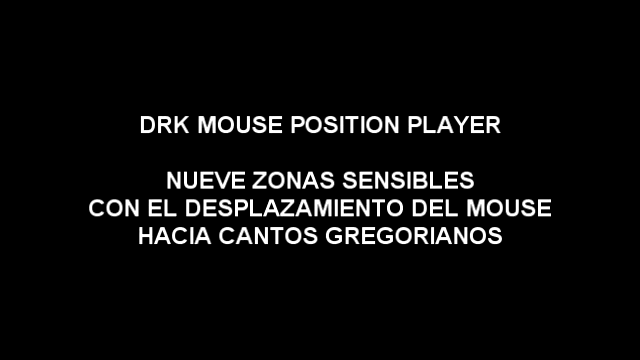 DRK MOUSE POSITION PLAYER
NUEVE ZONAS SENSIBLES
CON EL DESPLAZAMIENTO DEL MOUSE
HACIA CANTOS GREGORIANOS